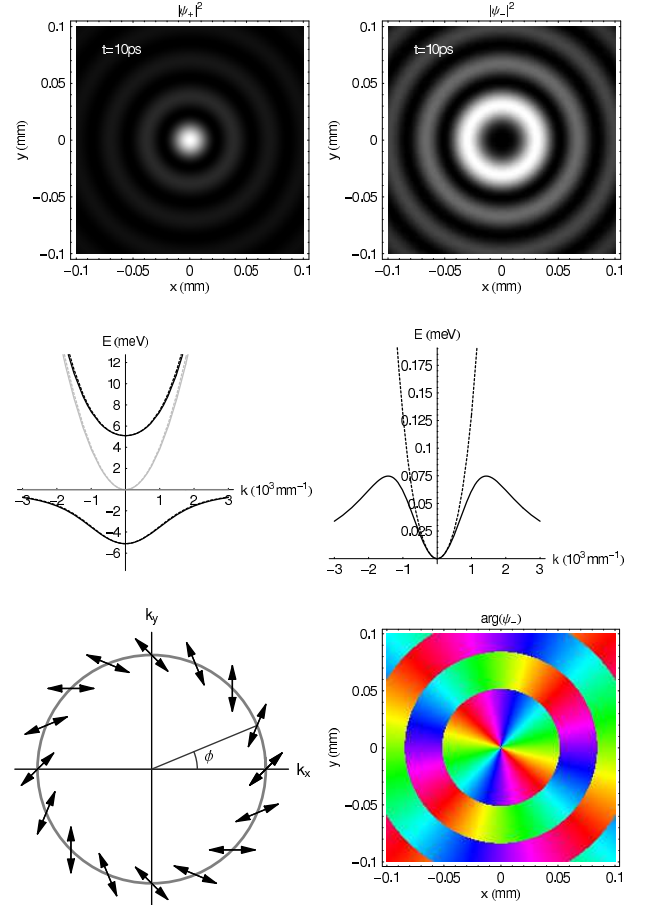 |ψ₊|²
|ψ₋|²
t=10ps
t=10ps
0.1
0.05
0
−0.05
−0.1
y (mm)
−0.1 −0.05 0 0.05 0.1
x (mm)
0.1
0.05
0
−0.05
−0.1
y (mm)
−0.1 −0.05 0 0.05 0.1
x (mm)
E (meV)
12
10
8
6
4
2
−2
−4
−6
−3 −2 −1 1 2 3
k (10³mm⁻¹)
E (meV)
0.175
0.15
0.125
0.1
0.075
0.05
0.025
−3 −2 −1 1 2 3
k (10³mm⁻¹)
k_y
k_x
ϕ
arg(ψ₋)
0.1
0.05
0
−0.05
−0.1
y (mm)
−0.1 −0.05 0 0.05 0.1
x (mm)